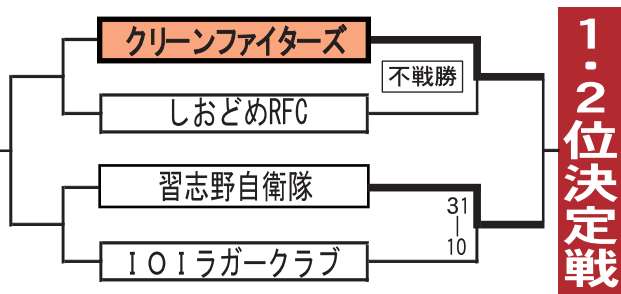 クリーンファイターズ
不戦勝
しおどめRFC
習志野自衛隊
31
|
10
IOIラガークラブ
1・2位決定戦